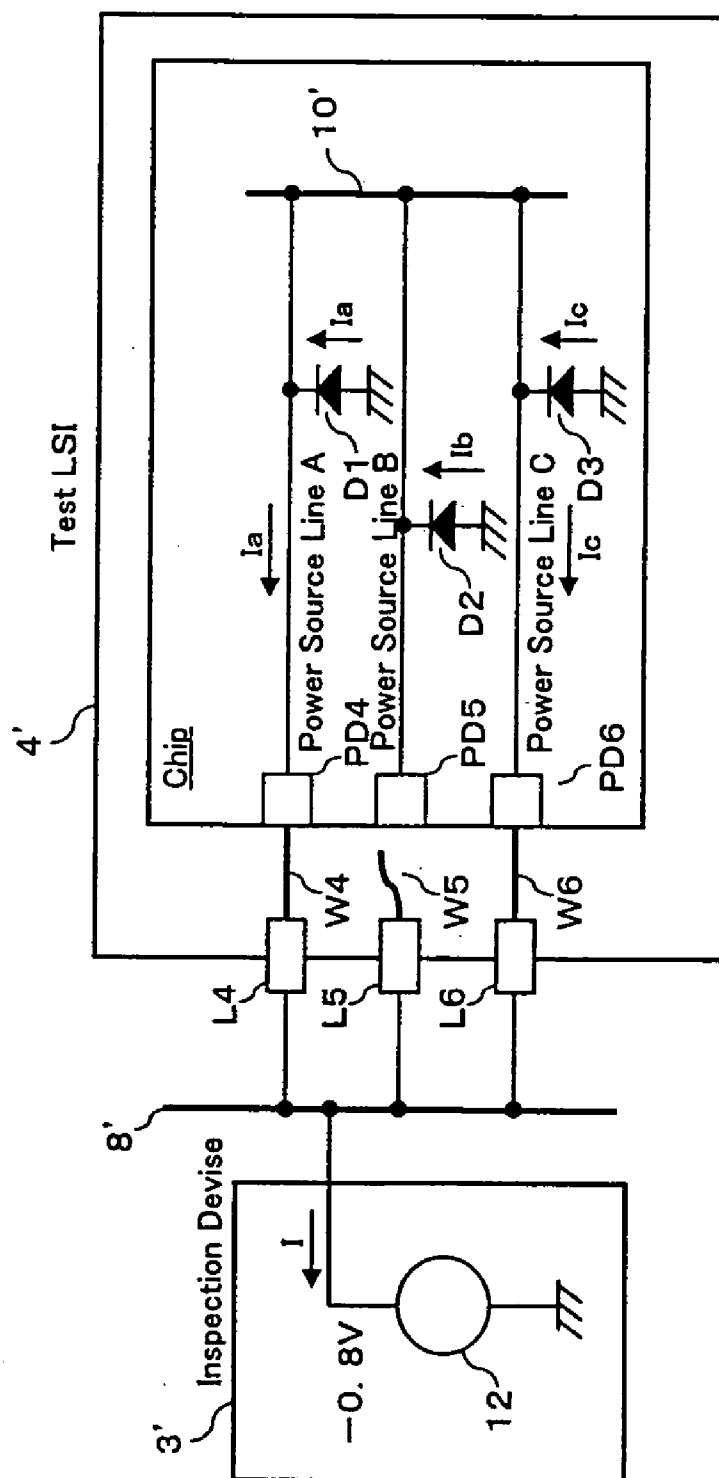 Test LSI
4'
Chip
10'
Ia
Ia
Power Source Line A
D1
PD4
Power Source Line B
Ib
D2
PD5
Power Source Line C
Ic
Ic
D3
PD6
W4
W5
W6
L4
L5
L6
8'
Inspection Devise
3'
I
−0. 8V
12